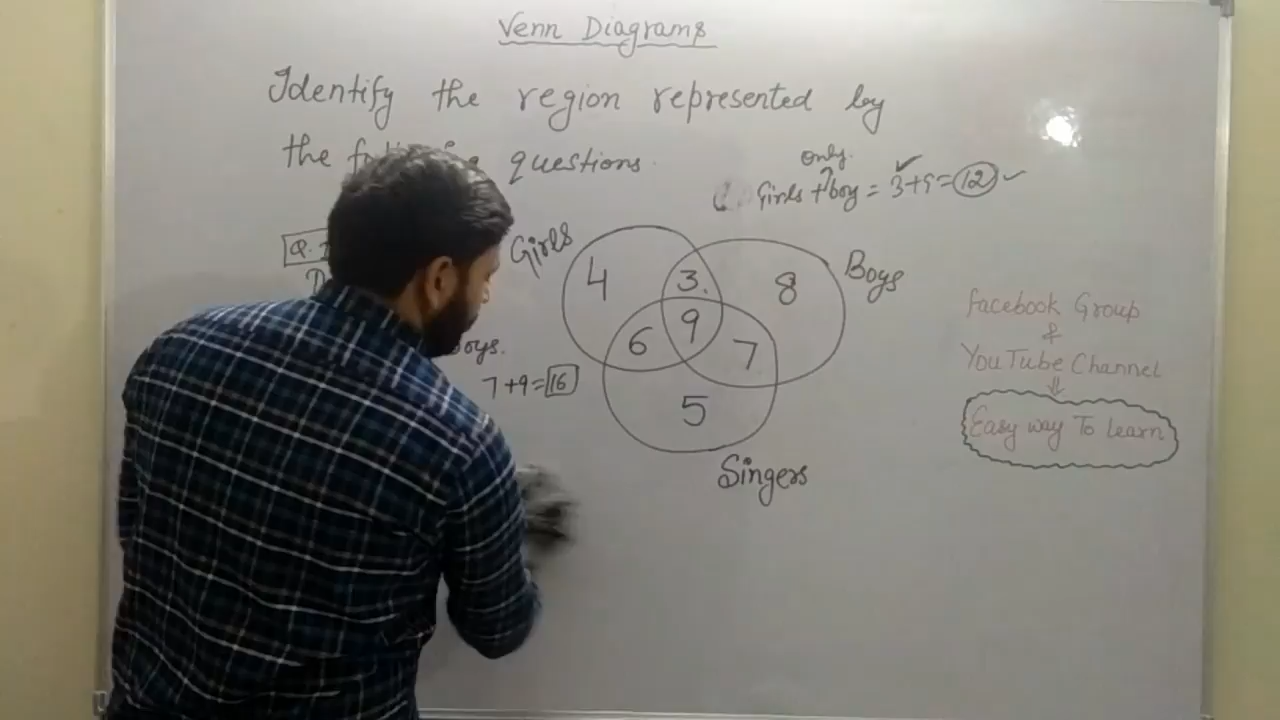 Venn Diagrams
Identify the region represented by
the questions.
only
Girls + boy = 3+9=12
Q.
Girls
4
3.
8
Boys
6
9
7
5
Singers
Boys.
7+9=16
Facebook Group
&
YouTube Channel
⇓
Easy way To Learn